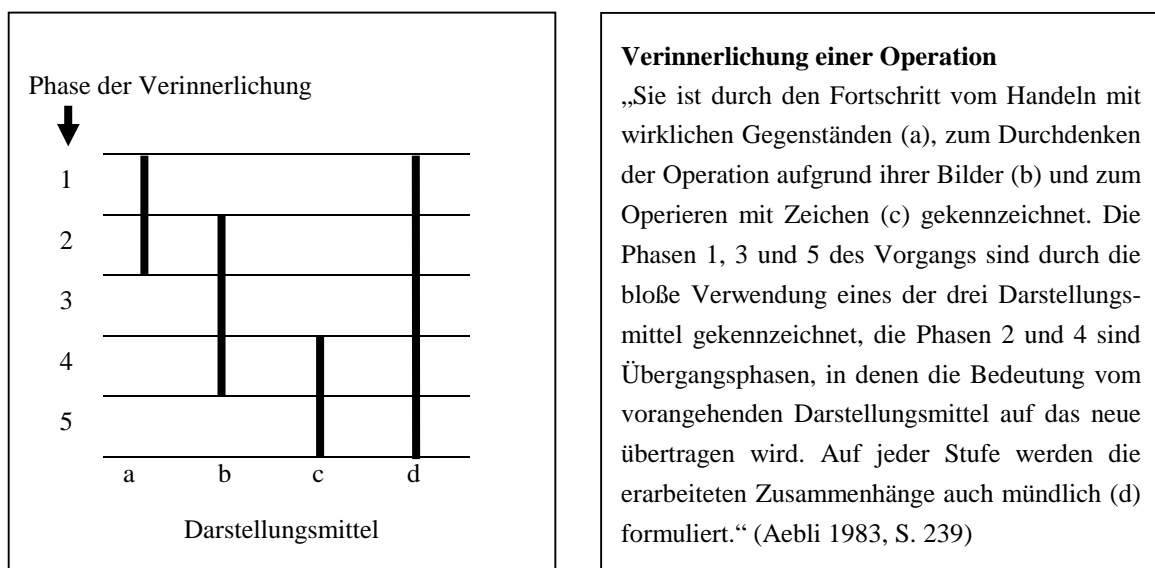 Phase der Verinnerlichung
1
2
3
4
5
a b c d
Darstellungsmittel
Verinnerlichung einer Operation
„Sie ist durch den Fortschritt vom Handeln mit
wirklichen Gegenständen (a), zum Durchdenken
der Operation aufgrund ihrer Bilder (b) und zum
Operieren mit Zeichen (c) gekennzeichnet. Die
Phasen 1, 3 und 5 des Vorgangs sind durch die
bloße Verwendung eines der drei Darstellungs-
mittel gekennzeichnet, die Phasen 2 und 4 sind
Übergangsphasen, in denen die Bedeutung vom
vorangehenden Darstellungsmittel auf das neue
übertragen wird. Auf jeder Stufe werden die
erarbeiteten Zusammenhänge auch mündlich (d)
formuliert.“ (Aebli 1983, S. 239)